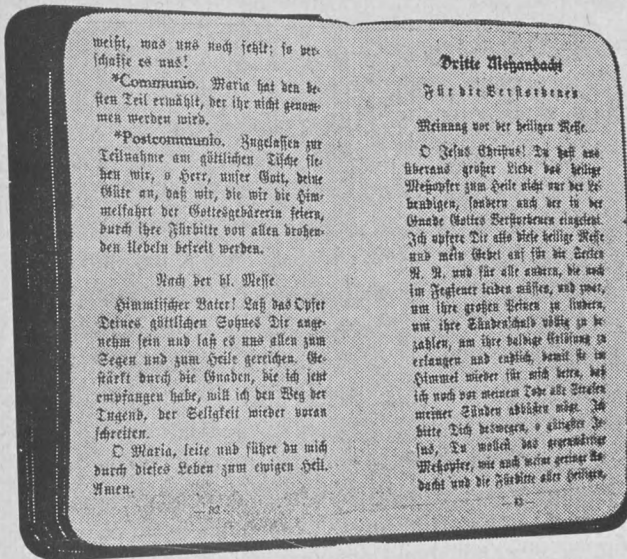 weißt, was uns noch fehlt; so ver-
schaffe es uns!
*Communio. Maria hat den be-
sten Teil erwählt, der ihr nicht genom-
men werden wird.
*Postcommunio. Zugelassen zur
Teilnahme am göttlichen Tische fle-
hen wir, o Herr, unser Gott, deine
Güte an, daß wir, die wir die Him-
melfahrt der Gottesgebärerin feiern,
durch ihre Fürbitte von allen drohen-
den Uebeln befreit werden.
Nach der hl. Messe
Himmlischer Vater! Laß das Opfer
Deines göttlichen Sohnes Dir ange-
nehm sein und laß es uns allen zum
Segen und zum Heile gereichen. Ge-
stärkt durch die Gnaden, die ich jetzt
empfangen habe, will ich den Weg der
Tugend, der Seligkeit wieder voran
schreiten.
O Maria, leite und führe du mich
durch dieses Leben zum ewigen Heil.
Amen.
— 82 —
Dritte Meßandacht
Für die Verstorbenen
Meinung vor der heiligen Messe.
O Jesus Christus! Du hast aus
überaus großer Liebe das heilige
Meßopfer zum Heile nicht nur der Le-
bendigen, sondern auch der in der
Gnade Gottes Verstorbenen eingesetzt.
Ich opfere Dir also diese heilige Messe
und mein Gebet auf für die Seelen
N. N. und für alle andern, die noch
im Fegfeuer leiden müssen, und zwar,
um ihre großen Peinen zu lindern,
um ihre Sündenschuld völlig zu be-
zahlen, um ihre baldige Erlösung zu
erlangen und endlich, damit sie im
Himmel wieder für mich beten, daß
ich noch vor meinem Tode alle Strafen
meiner Sünden abbüßen möge. Ich
bitte Dich deswegen, o gütigster Je-
sus, Du wollest das gegenwärtige
Meßopfer, wie auch meine geringe An-
dacht und die Fürbitte aller Heiligen,
— 83 —